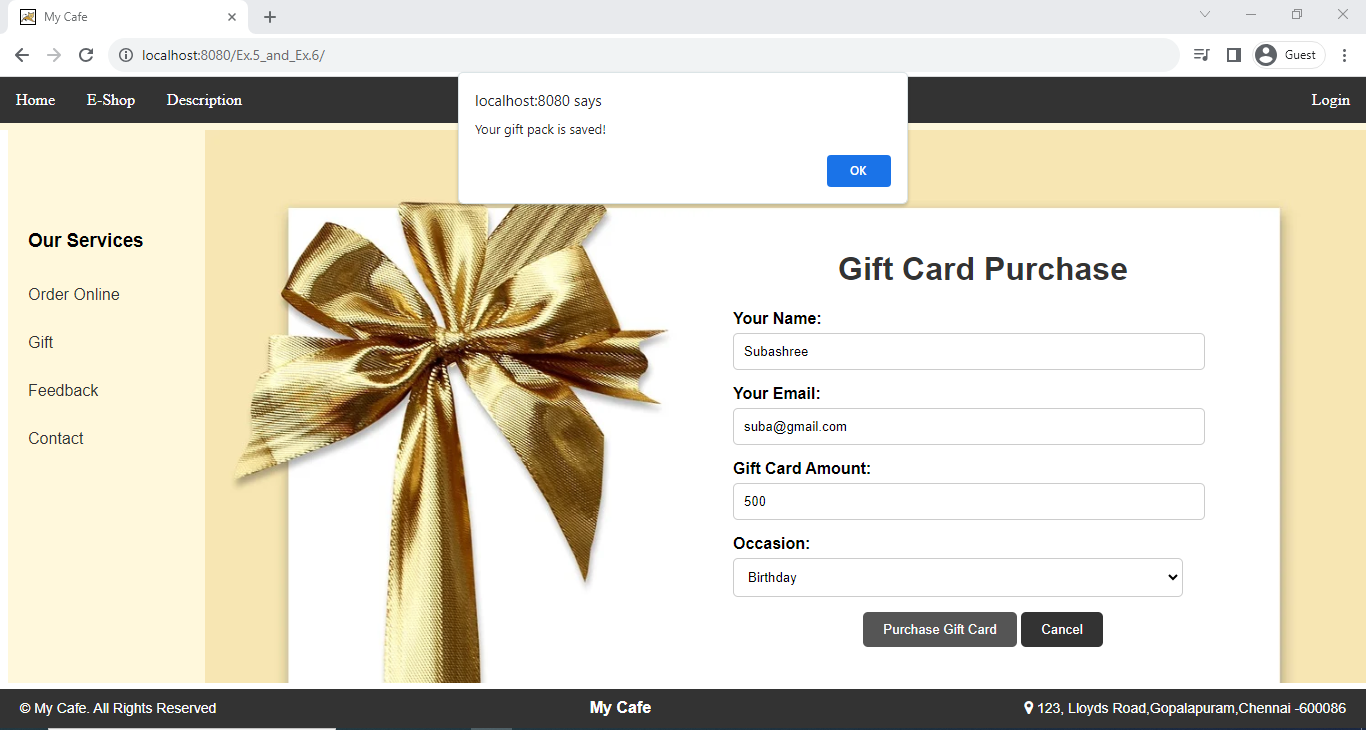 My Cafe
localhost:8080/Ex.5_and_Ex.6/
Guest
Home E-Shop Description Login
localhost:8080 says
Your gift pack is saved!
OK
Our Services
Order Online
Gift
Feedback
Contact
Gift Card Purchase
Your Name:
Subashree
Your Email:
suba@gmail.com
Gift Card Amount:
500
Occasion:
Birthday
Purchase Gift Card Cancel
© My Cafe. All Rights Reserved My Cafe 123, Lloyds Road,Gopalapuram,Chennai -600086